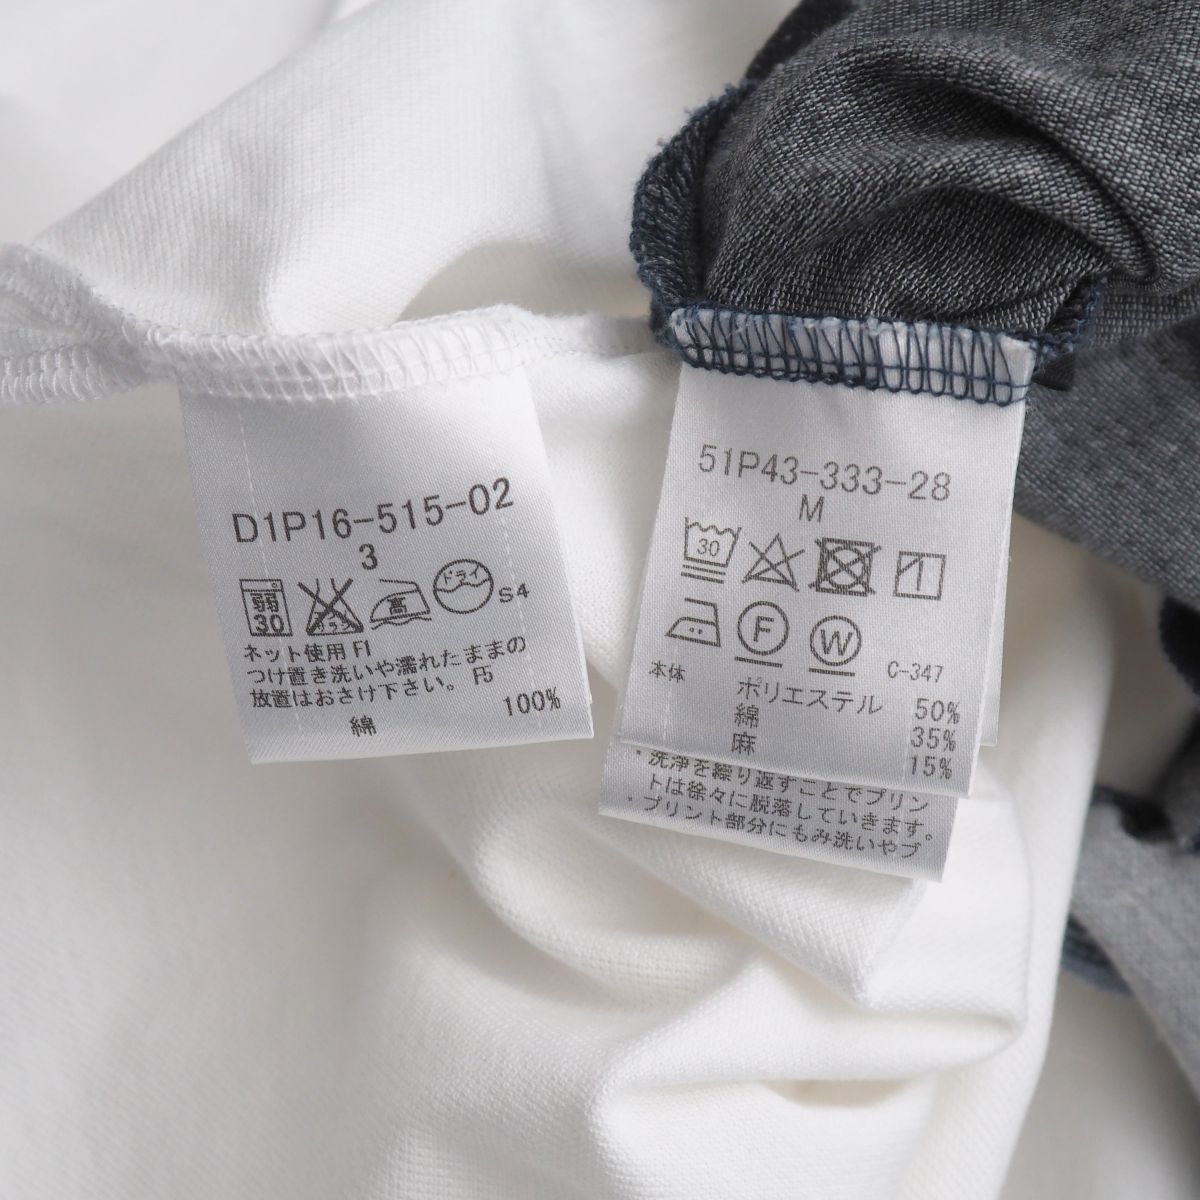 D1P16-515-02
3
弱
30
高
ドライ
S4
ネット使用 FI
つけ置き洗いや濡れたままの
放置はおさけ下さい。 F5
綿 100%
51P43-333-28
M
30
F
W
C-347
本体 ポリエステル 50%
綿 35%
麻 15%
・洗浄を繰り返すことでプリン
トは徐々に脱落していきます。
・プリント部分にもみ洗いやブ